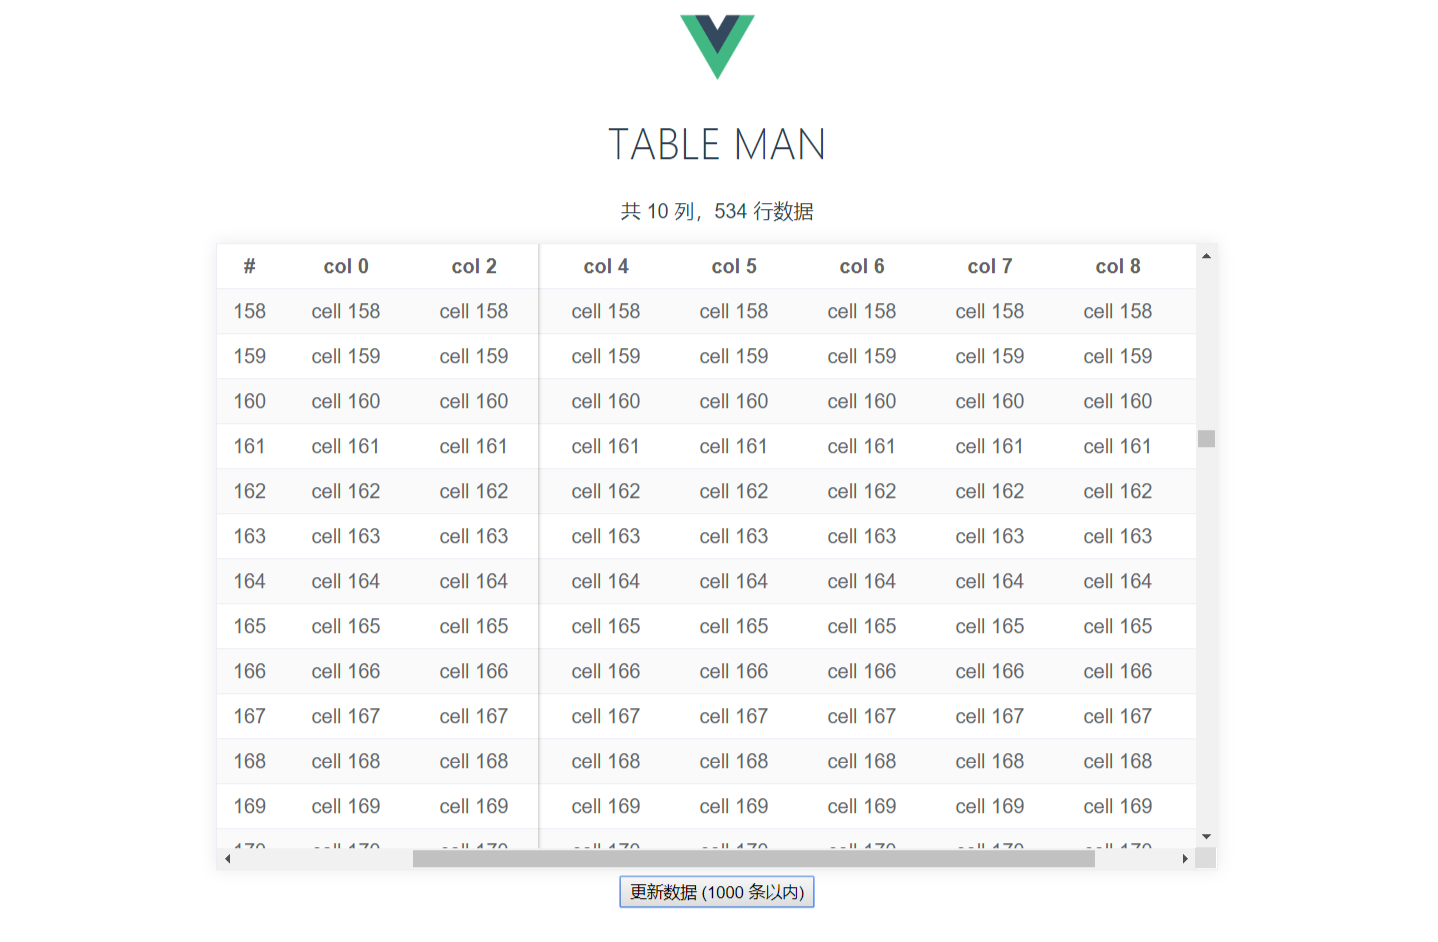 TABLE MAN
共 10 列，534 行数据
# col 0 col 2 col 4 col 5 col 6 col 7 col 8
158 cell 158 cell 158 cell 158 cell 158 cell 158 cell 158 cell 158
159 cell 159 cell 159 cell 159 cell 159 cell 159 cell 159 cell 159
160 cell 160 cell 160 cell 160 cell 160 cell 160 cell 160 cell 160
161 cell 161 cell 161 cell 161 cell 161 cell 161 cell 161 cell 161
162 cell 162 cell 162 cell 162 cell 162 cell 162 cell 162 cell 162
163 cell 163 cell 163 cell 163 cell 163 cell 163 cell 163 cell 163
164 cell 164 cell 164 cell 164 cell 164 cell 164 cell 164 cell 164
165 cell 165 cell 165 cell 165 cell 165 cell 165 cell 165 cell 165
166 cell 166 cell 166 cell 166 cell 166 cell 166 cell 166 cell 166
167 cell 167 cell 167 cell 167 cell 167 cell 167 cell 167 cell 167
168 cell 168 cell 168 cell 168 cell 168 cell 168 cell 168 cell 168
169 cell 169 cell 169 cell 169 cell 169 cell 169 cell 169 cell 169
更新数据 (1000 条以内)